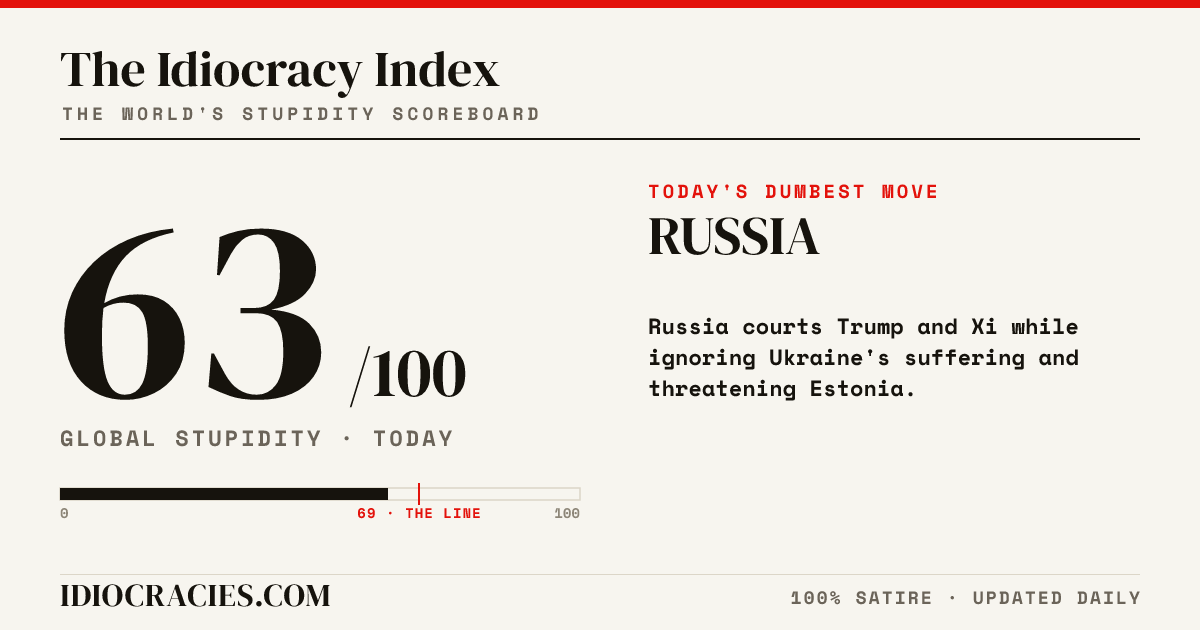 The Idiocracy Index
THE WORLD'S STUPIDITY SCOREBOARD
63 /100
GLOBAL STUPIDITY · TODAY
0
69 · THE LINE
100
TODAY'S DUMBEST MOVE
RUSSIA
Russia courts Trump and Xi while
ignoring Ukraine's suffering and
threatening Estonia.
IDIOCRACIES.COM
100% SATIRE · UPDATED DAILY